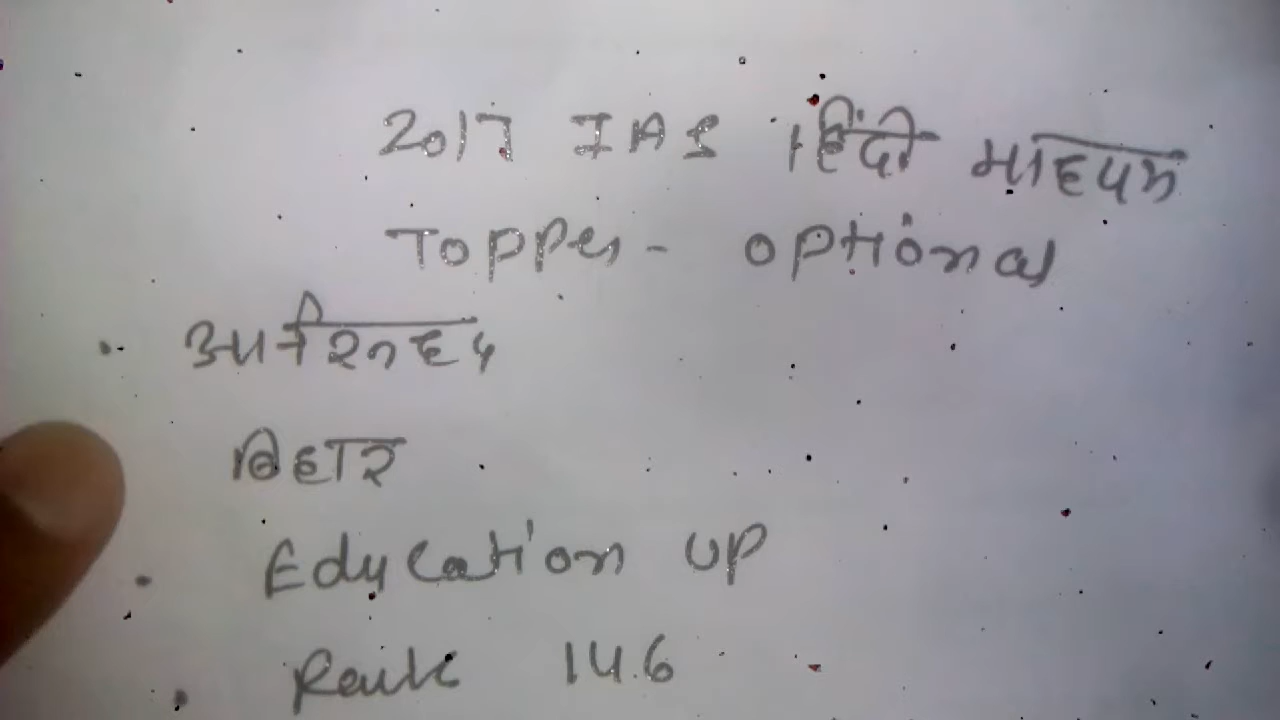 2017 IAS हिंदी माध्यम
Topper - optional
अनिरुद्ध
बिहार
Education UP
Rank 146